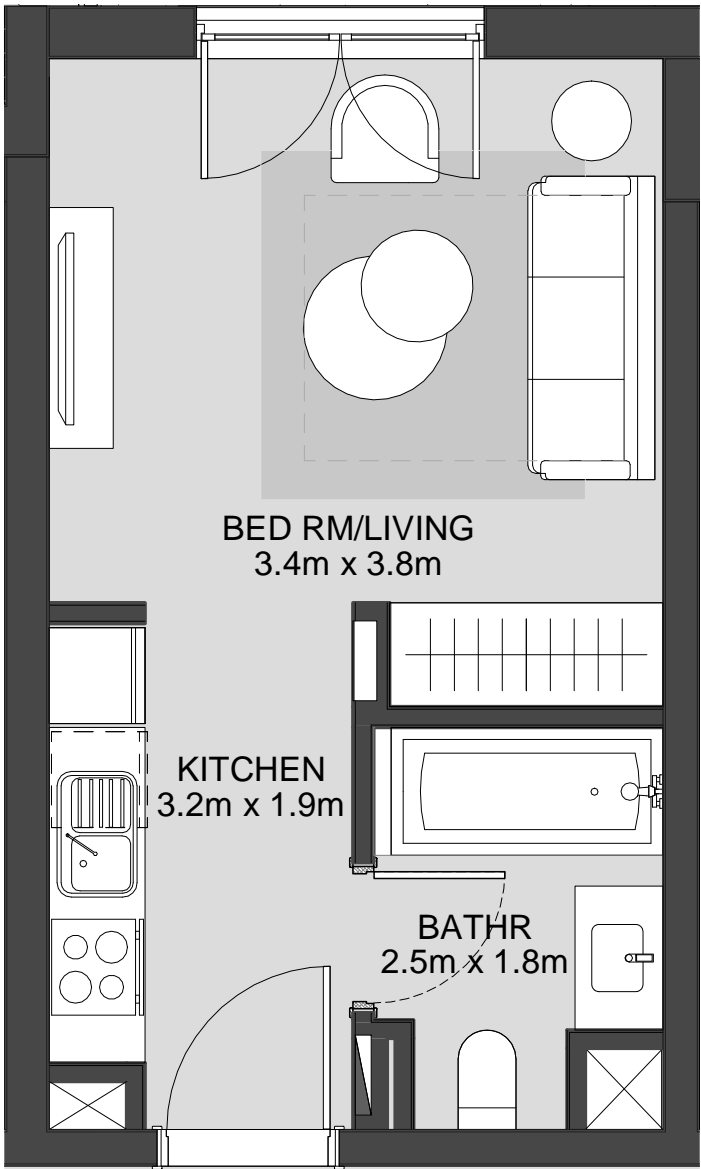 BED RM/LIVING
3.4m x 3.8m
KITCHEN
3.2m x 1.9m
BATHR
2.5m x 1.8m